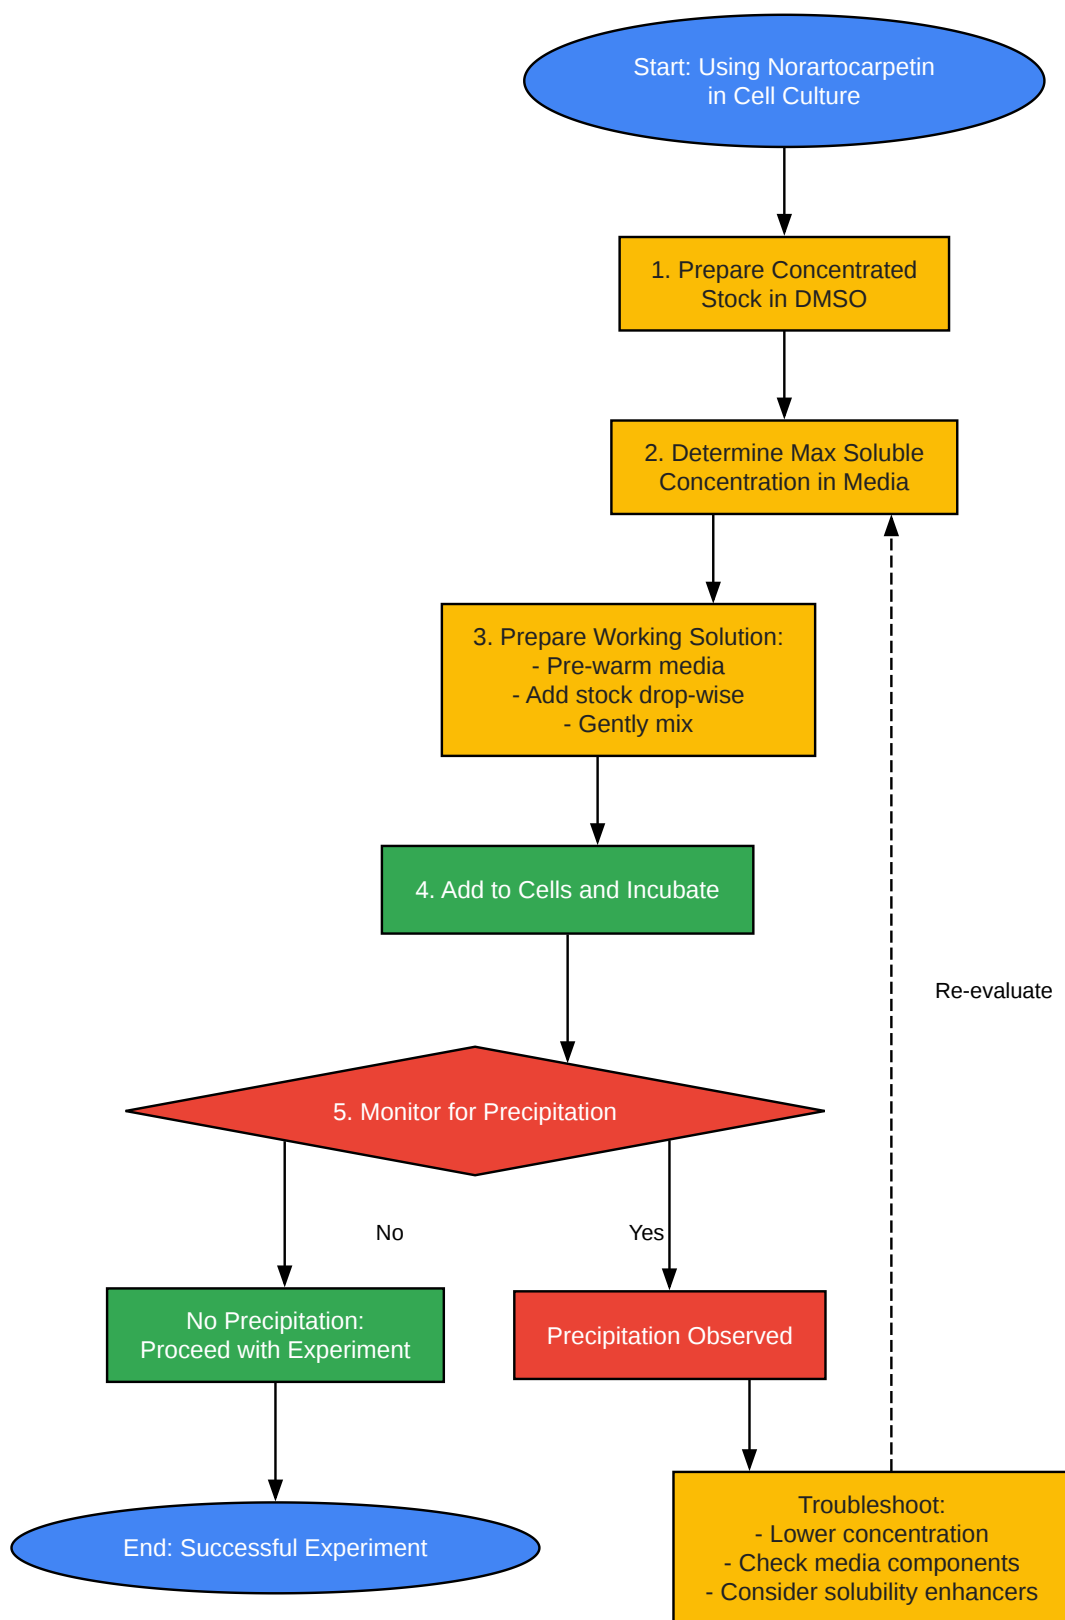 Start: Using Norartocarpetin
in Cell Culture
1. Prepare Concentrated
Stock in DMSO
2. Determine Max Soluble
Concentration in Media
3. Prepare Working Solution:
- Pre-warm media
- Add stock drop-wise
- Gently mix
4. Add to Cells and Incubate
Re-evaluate
5. Monitor for Precipitation
No
Yes
No Precipitation:
Proceed with Experiment
Precipitation Observed
End: Successful Experiment
Troubleshoot:
- Lower concentration
- Check media components
- Consider solubility enhancers